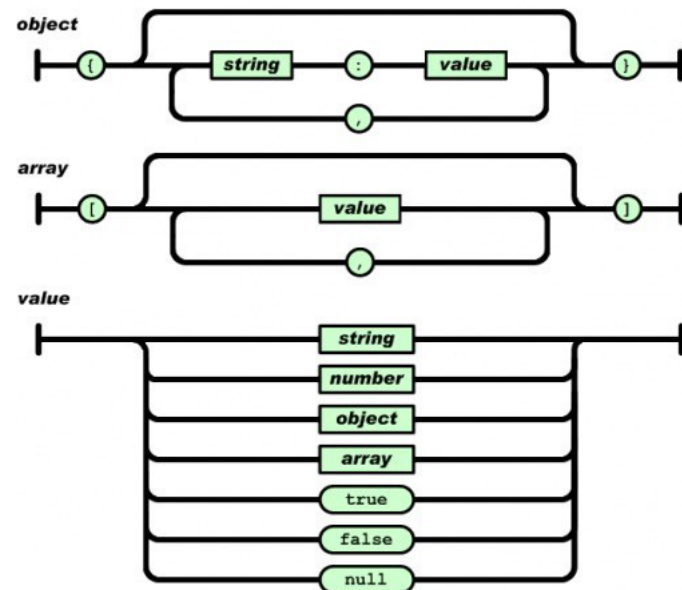 object
{ string : value }
,
array
[ value ]
,
value
string
number
object
array
true
false
null